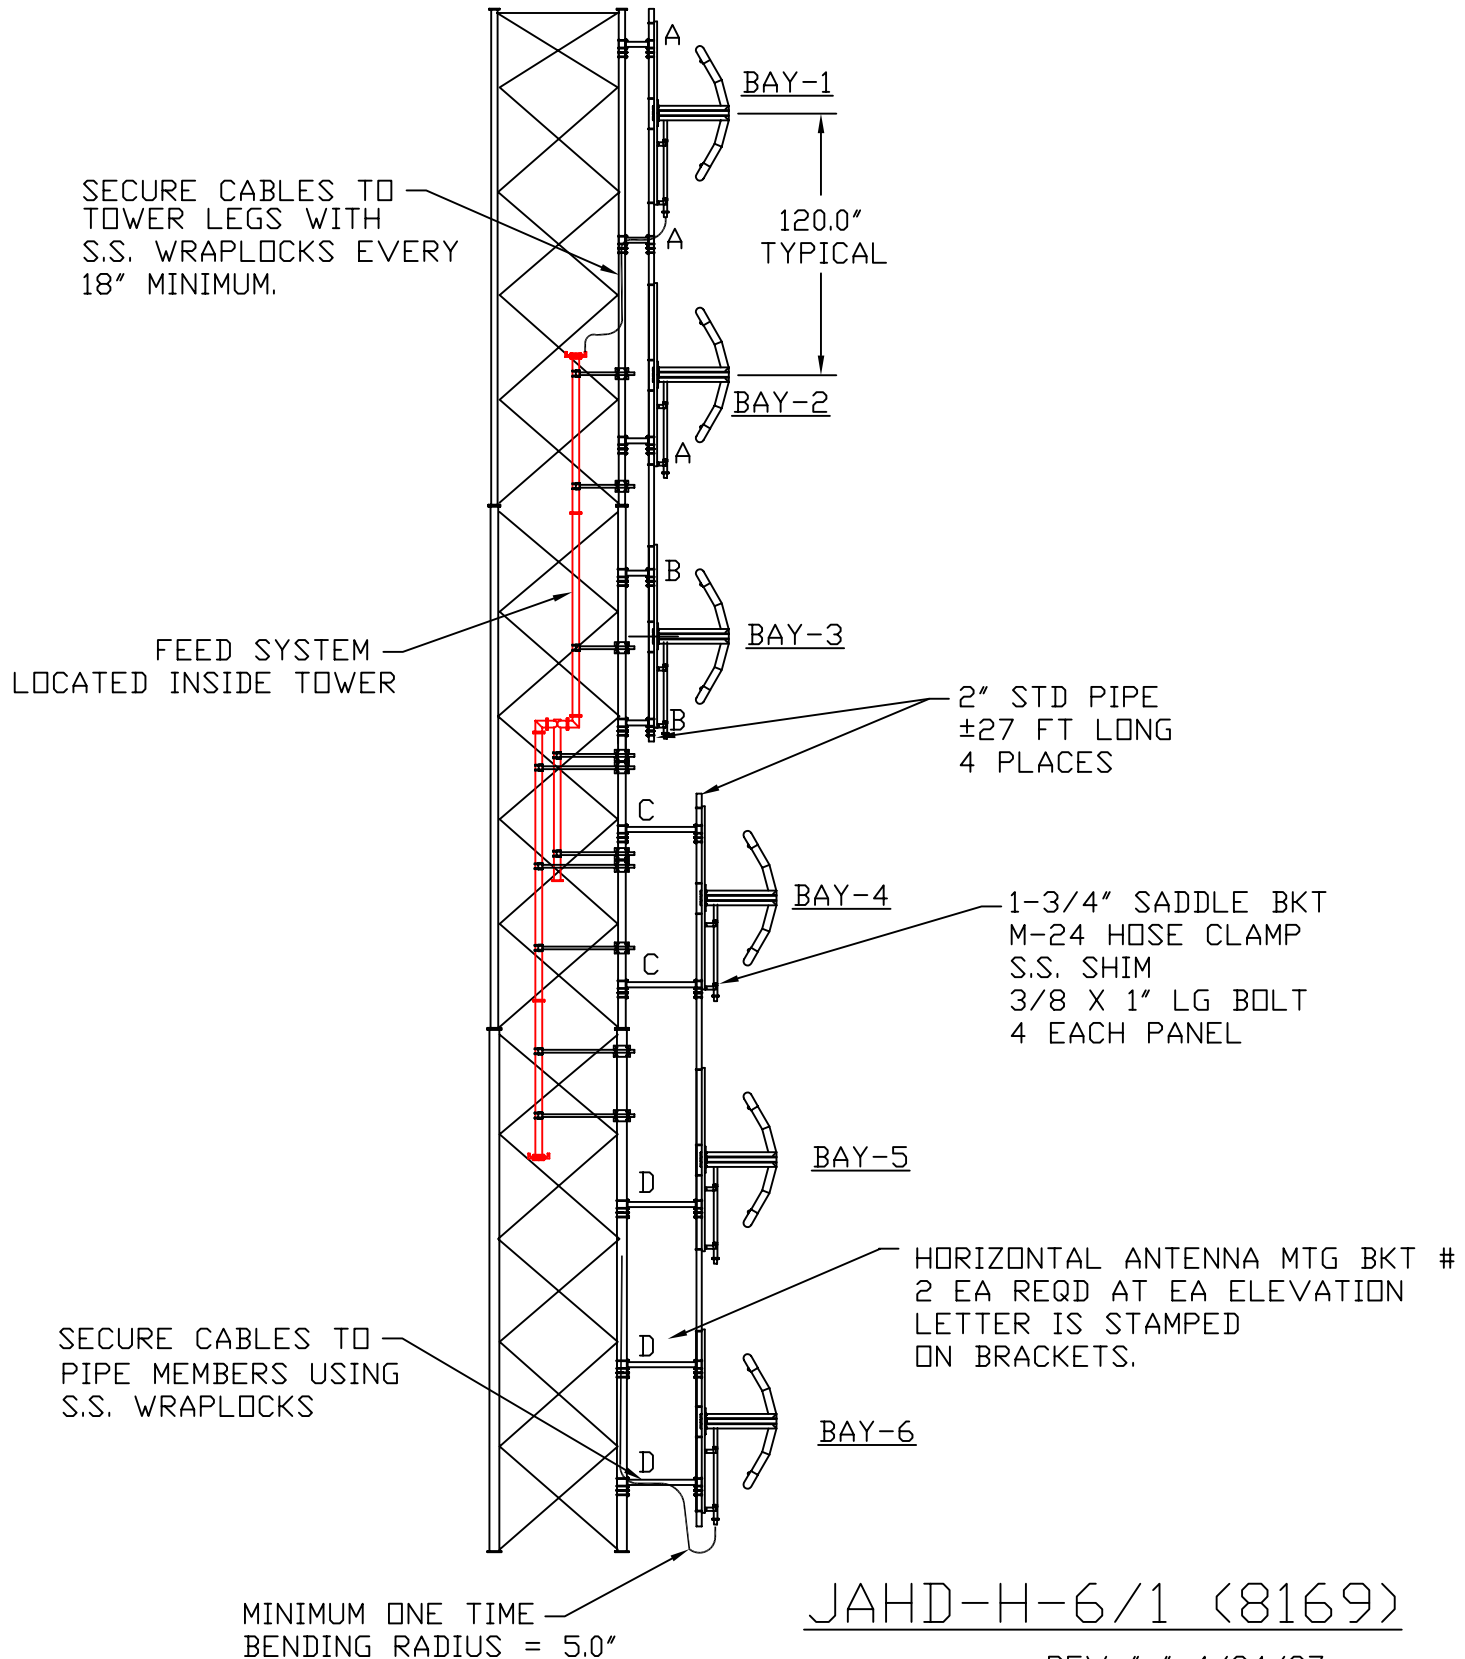 A
BAY-1
SECURE CABLES TO
TOWER LEGS WITH
S.S. WRAPLOCKS EVERY
18" MINIMUM.
120.0"
TYPICAL
A
BAY-2
A
B
BAY-3
FEED SYSTEM
LOCATED INSIDE TOWER
B
2" STD PIPE
±27 FT LONG
4 PLACES
C
BAY-4
1-3/4" SADDLE BKT
M-24 HOSE CLAMP
S.S. SHIM
3/8 X 1" LG BOLT
4 EACH PANEL
C
BAY-5
D
HORIZONTAL ANTENNA MTG BKT #
2 EA REQD AT EA ELEVATION
LETTER IS STAMPED
ON BRACKETS.
SECURE CABLES TO
PIPE MEMBERS USING
S.S. WRAPLOCKS
D
BAY-6
D
MINIMUM ONE TIME
BENDING RADIUS = 5.0"
JAHD-H-6/1 (8169)